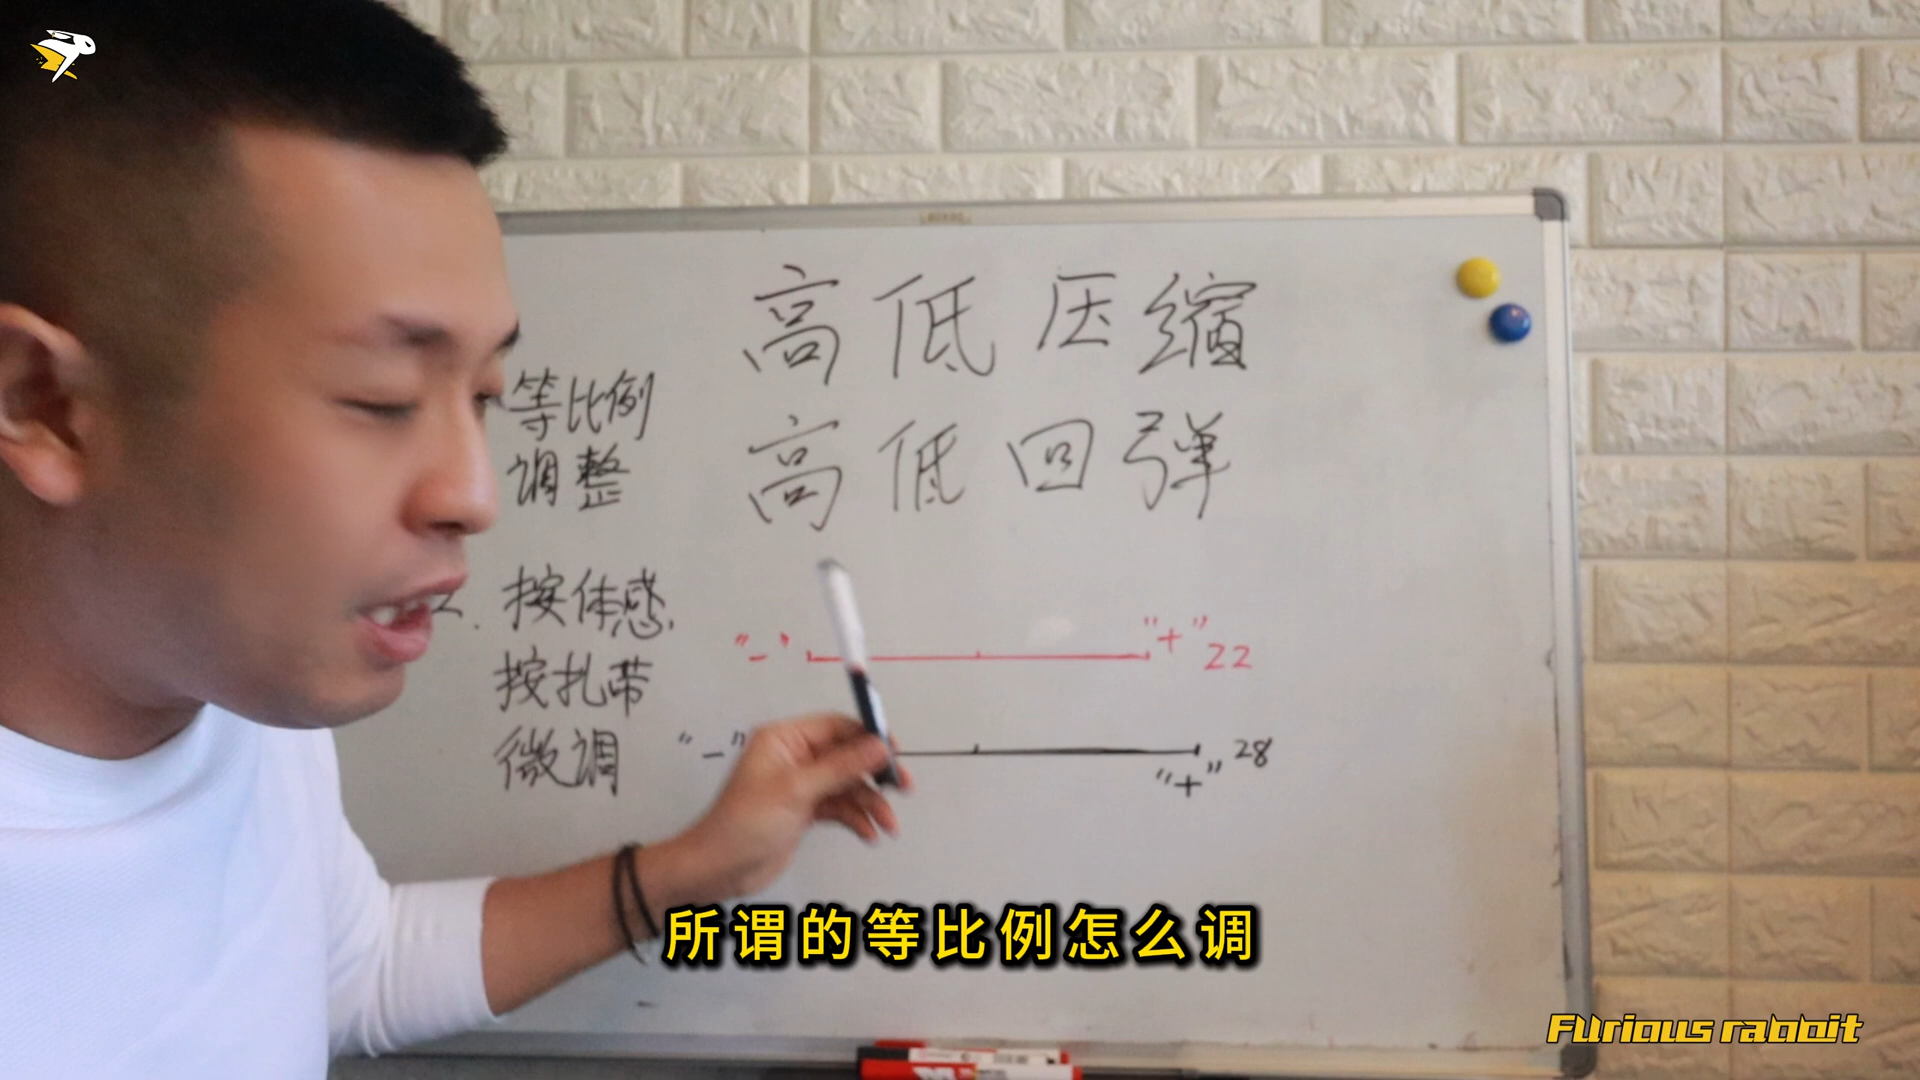 高低压缩
高低回弹
等比例
调整
2. 按体感,
按扎带
微调
"-" "+" 22
"-" "+" 28
所谓的等比例怎么调
Furious rabbit